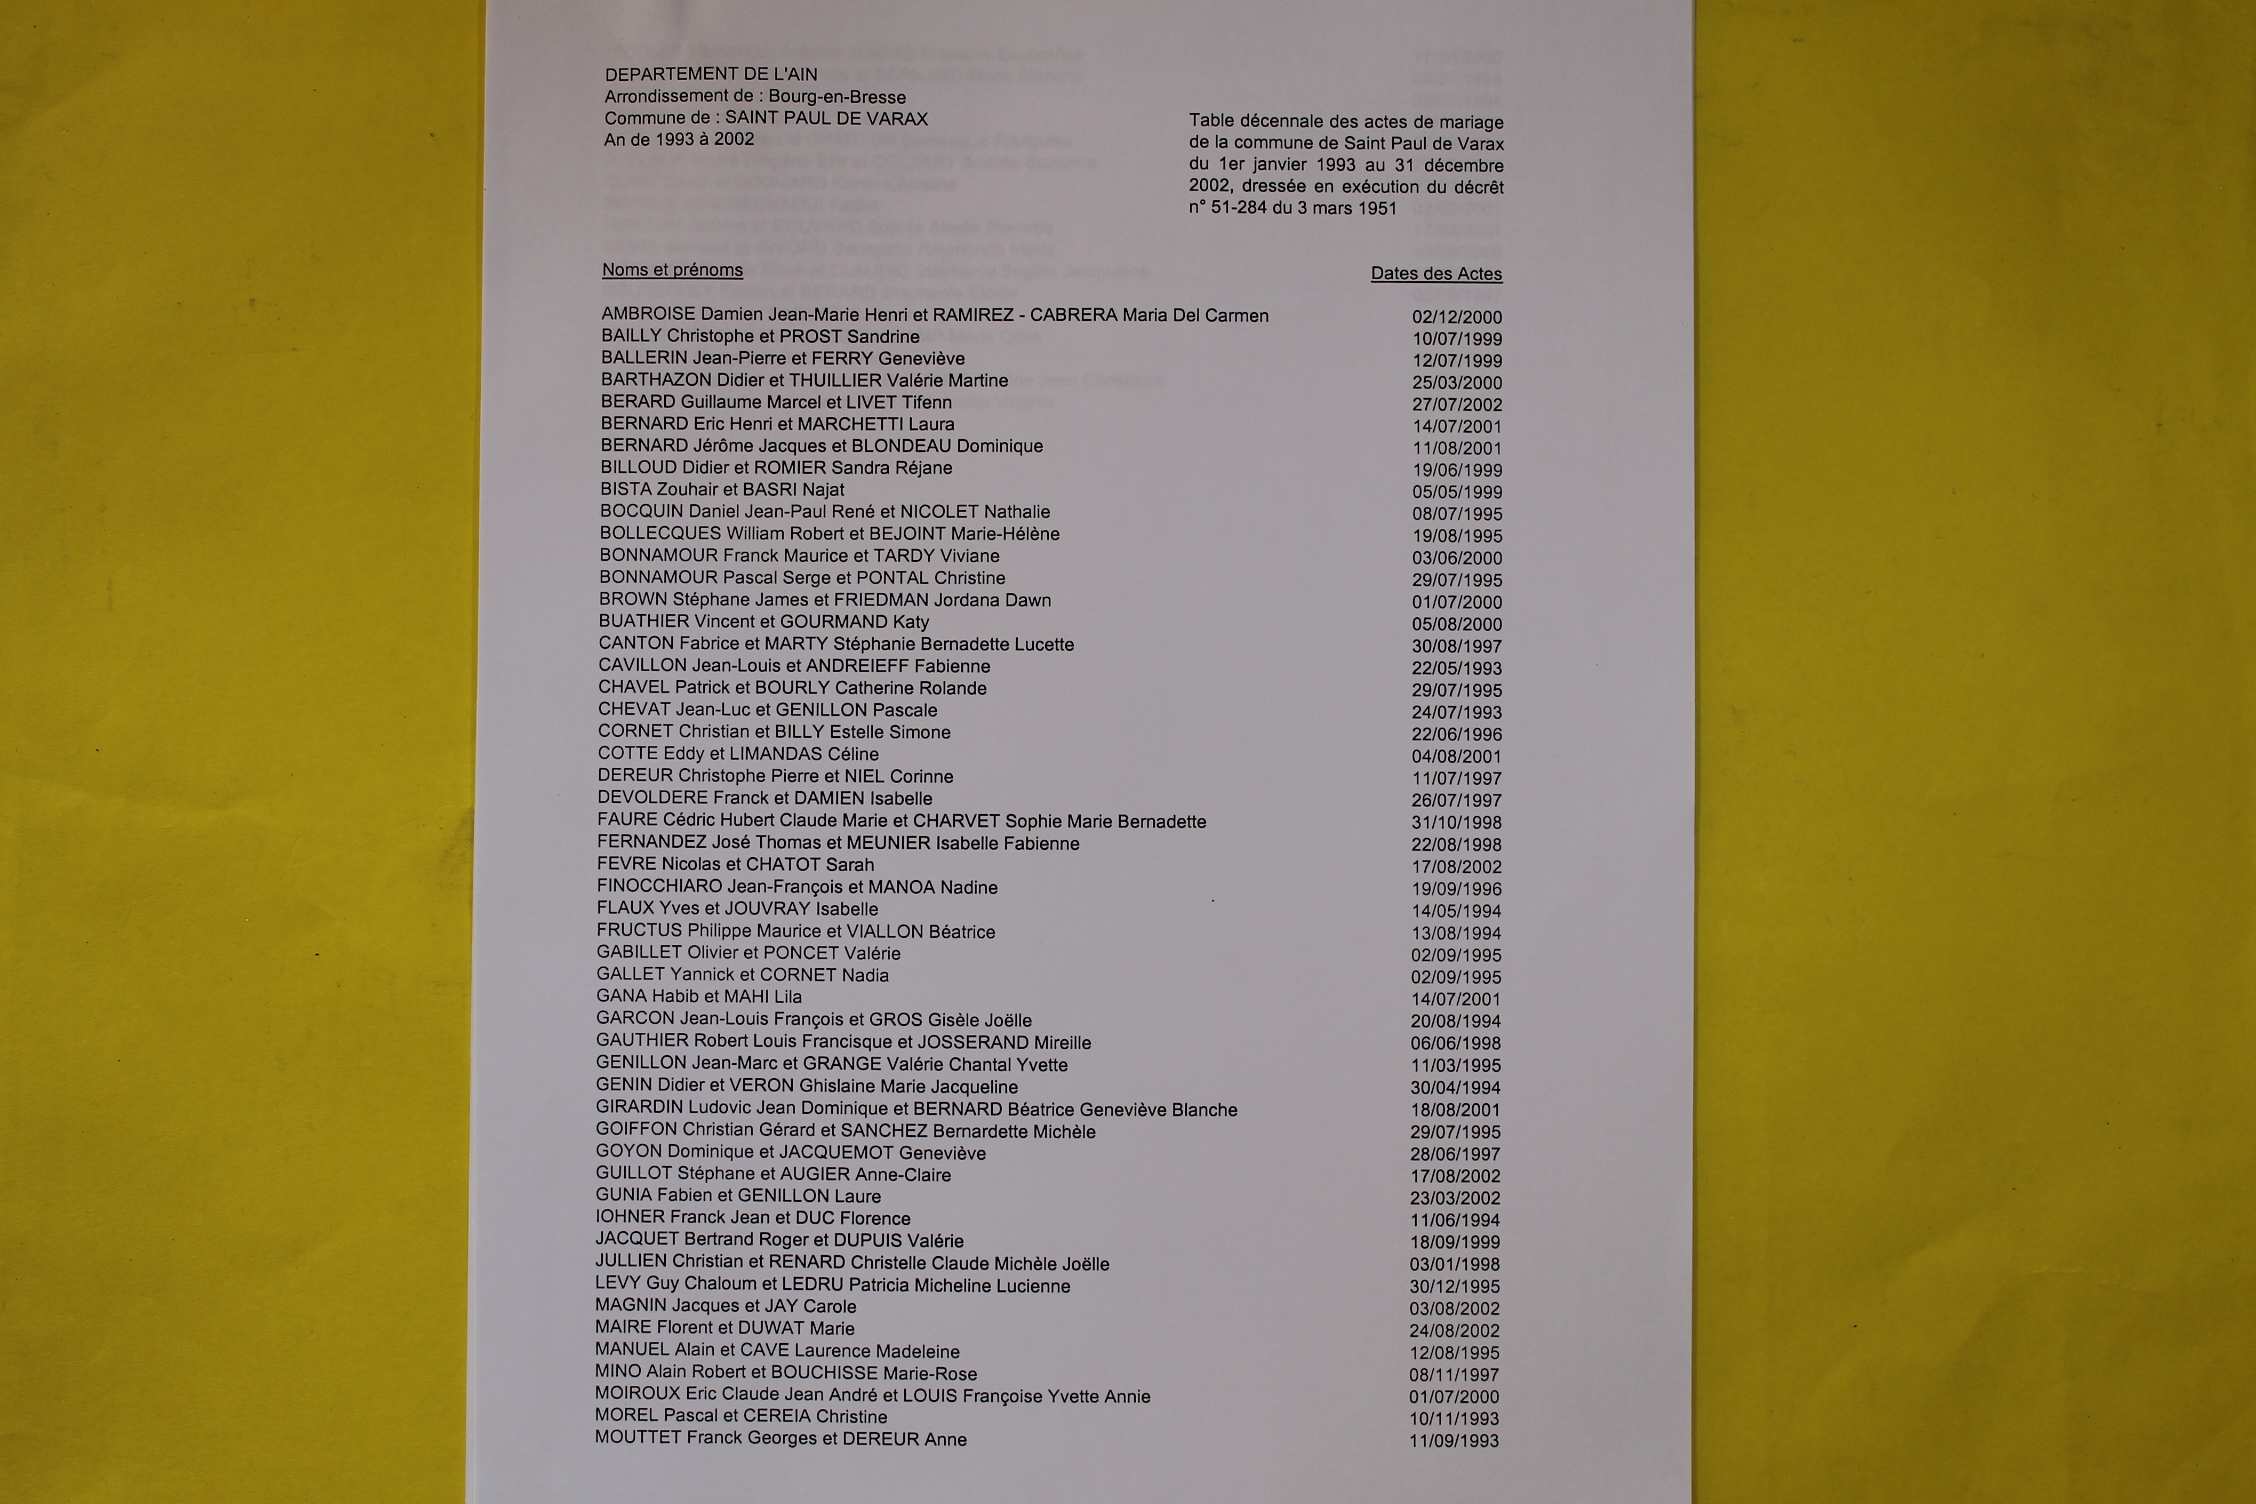 DEPARTEMENT DE L'AIN
Arrondissement de : Bourg-en-Bresse
Commune de : SAINT PAUL DE VARAX
An de 1993 à 2002
Table décennale des actes de mariage
de la commune de Saint Paul de Varax
du 1er janvier 1993 au 31 décembre
2002, dressée en exécution du décrêt
n° 51-284 du 3 mars 1951
Noms et prénoms Dates des Actes
AMBROISE Damien Jean-Marie Henri et RAMIREZ - CABRERA Maria Del Carmen 02/12/2000
BAILLY Christophe et PROST Sandrine 10/07/1999
BALLERIN Jean-Pierre et FERRY Geneviève 12/07/1999
BARTHAZON Didier et THUILLIER Valérie Martine 25/03/2000
BERARD Guillaume Marcel et LIVET Tifenn 27/07/2002
BERNARD Eric Henri et MARCHETTI Laura 14/07/2001
BERNARD Jérôme Jacques et BLONDEAU Dominique 11/08/2001
BILLOUD Didier et ROMIER Sandra Réjane 19/06/1999
BISTA Zouhair et BASRI Najat 05/05/1999
BOCQUIN Daniel Jean-Paul René et NICOLET Nathalie 08/07/1995
BOLLECQUES William Robert et BEJOINT Marie-Hélène 19/08/1995
BONNAMOUR Franck Maurice et TARDY Viviane 03/06/2000
BONNAMOUR Pascal Serge et PONTAL Christine 29/07/1995
BROWN Stéphane James et FRIEDMAN Jordana Dawn 01/07/2000
BUATHIER Vincent et GOURMAND Katy 05/08/2000
CANTON Fabrice et MARTY Stéphanie Bernadette Lucette 30/08/1997
CAVILLON Jean-Louis et ANDREIEFF Fabienne 22/05/1993
CHAVEL Patrick et BOURLY Catherine Rolande 29/07/1995
CHEVAT Jean-Luc et GENILLON Pascale 24/07/1993
CORNET Christian et BILLY Estelle Simone 22/06/1996
COTTE Eddy et LIMANDAS Céline 04/08/2001
DEREUR Christophe Pierre et NIEL Corinne 11/07/1997
DEVOLDERE Franck et DAMIEN Isabelle 26/07/1997
FAURE Cédric Hubert Claude Marie et CHARVET Sophie Marie Bernadette 31/10/1998
FERNANDEZ José Thomas et MEUNIER Isabelle Fabienne 22/08/1998
FEVRE Nicolas et CHATOT Sarah 17/08/2002
FINOCCHIARO Jean-François et MANOA Nadine 19/09/1996
FLAUX Yves et JOUVRAY Isabelle 14/05/1994
FRUCTUS Philippe Maurice et VIALLON Béatrice 13/08/1994
GABILLET Olivier et PONCET Valérie 02/09/1995
GALLET Yannick et CORNET Nadia 02/09/1995
GANA Habib et MAHI Lila 14/07/2001
GARCON Jean-Louis François et GROS Gisèle Joëlle 20/08/1994
GAUTHIER Robert Louis Francisque et JOSSERAND Mireille 06/06/1998
GENILLON Jean-Marc et GRANGE Valérie Chantal Yvette 11/03/1995
GENIN Didier et VERON Ghislaine Marie Jacqueline 30/04/1994
GIRARDIN Ludovic Jean Dominique et BERNARD Béatrice Geneviève Blanche 18/08/2001
GOIFFON Christian Gérard et SANCHEZ Bernardette Michèle 29/07/1995
GOYON Dominique et JACQUEMOT Geneviève 28/06/1997
GUILLOT Stéphane et AUGIER Anne-Claire 17/08/2002
GUNIA Fabien et GENILLON Laure 23/03/2002
IOHNER Franck Jean et DUC Florence 11/06/1994
JACQUET Bertrand Roger et DUPUIS Valérie 18/09/1999
JULLIEN Christian et RENARD Christelle Claude Michèle Joëlle 03/01/1998
LEVY Guy Chaloum et LEDRU Patricia Micheline Lucienne 30/12/1995
MAGNIN Jacques et JAY Carole 03/08/2002
MAIRE Florent et DUWAT Marie 24/08/2002
MANUEL Alain et CAVE Laurence Madeleine 12/08/1995
MINO Alain Robert et BOUCHISSE Marie-Rose 08/11/1997
MOIROUX Eric Claude Jean André et LOUIS Françoise Yvette Annie 01/07/2000
MOREL Pascal et CEREIA Christine 10/11/1993
MOUTTET Franck Georges et DEREUR Anne 11/09/1993